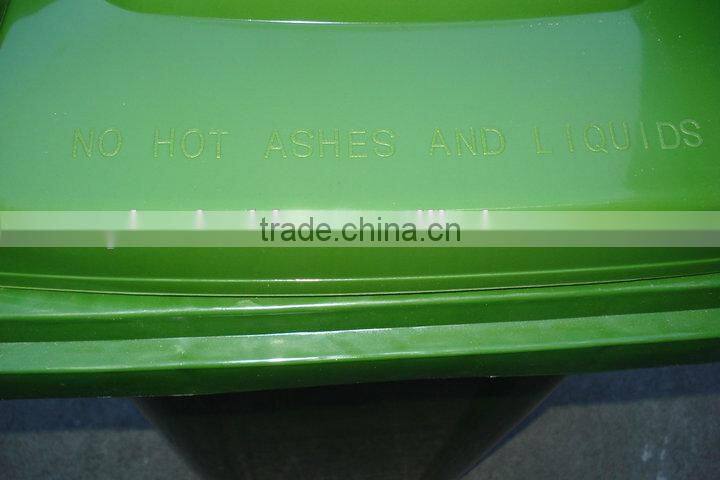 NO HOT ASHES AND LIQUIDS
trade.china.cn